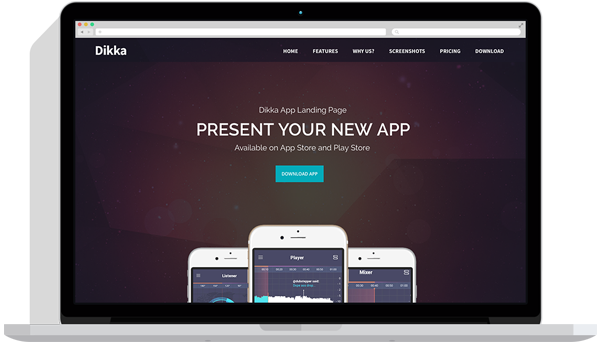 Dikka
HOME FEATURES WHY US? SCREENSHOTS PRICING DOWNLOAD
Dikka App Landing Page
PRESENT YOUR NEW APP
Available on App Store and Play Store
DOWNLOAD APP
Listener
Player
Mixer